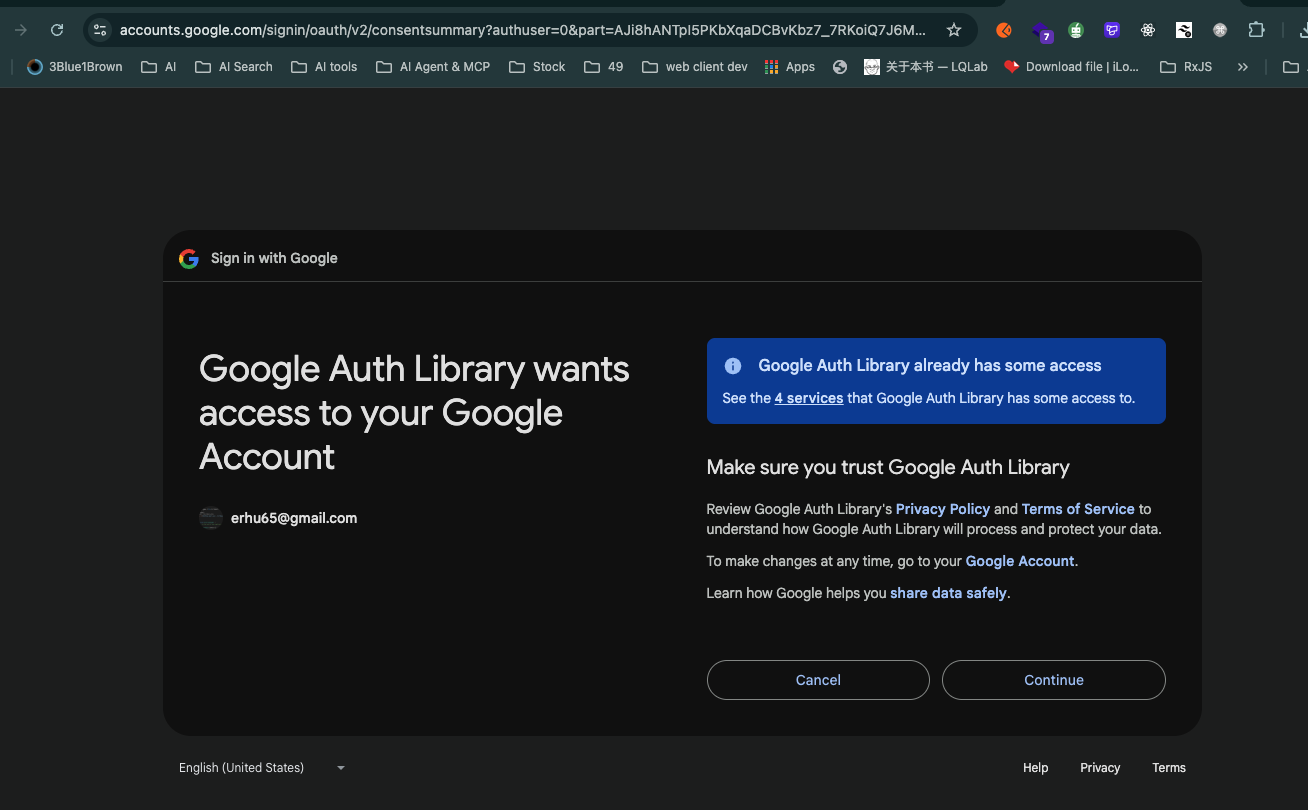 accounts.google.com/signin/oauth/v2/consentsummary?authuser=0&part=AJi8hANTpI5PKbXqaDCBvKbz7_7RKoiQ7J6M...
7
3Blue1Brown AI AI Search AI tools AI Agent & MCP Stock 49 web client dev Apps 关于本书 — LQLab Download file | iLo... RxJS
Sign in with Google
Google Auth Library wants
access to your Google
Account
erhu65@gmail.com
Google Auth Library already has some access
See the 4 services that Google Auth Library has some access to.
Make sure you trust Google Auth Library
Review Google Auth Library's Privacy Policy and Terms of Service to
understand how Google Auth Library will process and protect your data.
To make changes at any time, go to your Google Account.
Learn how Google helps you share data safely.
Cancel Continue
English (United States) Help Privacy Terms